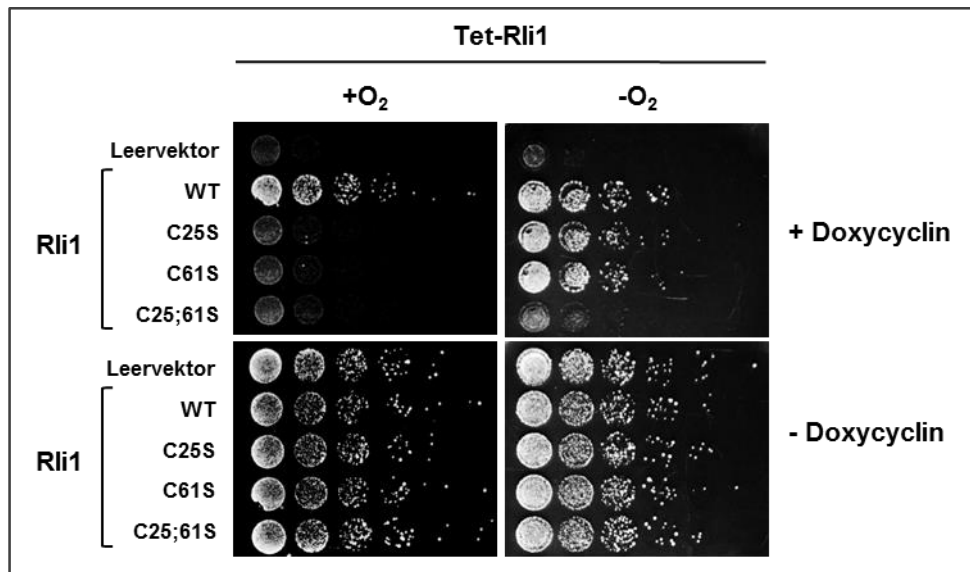 Tet-Rli1
+O2
-O2
Leervektor
WT
C25S
C61S
C25;61S
Rli1
+ Doxycyclin
Leervektor
WT
C25S
C61S
C25;61S
Rli1
- Doxycyclin